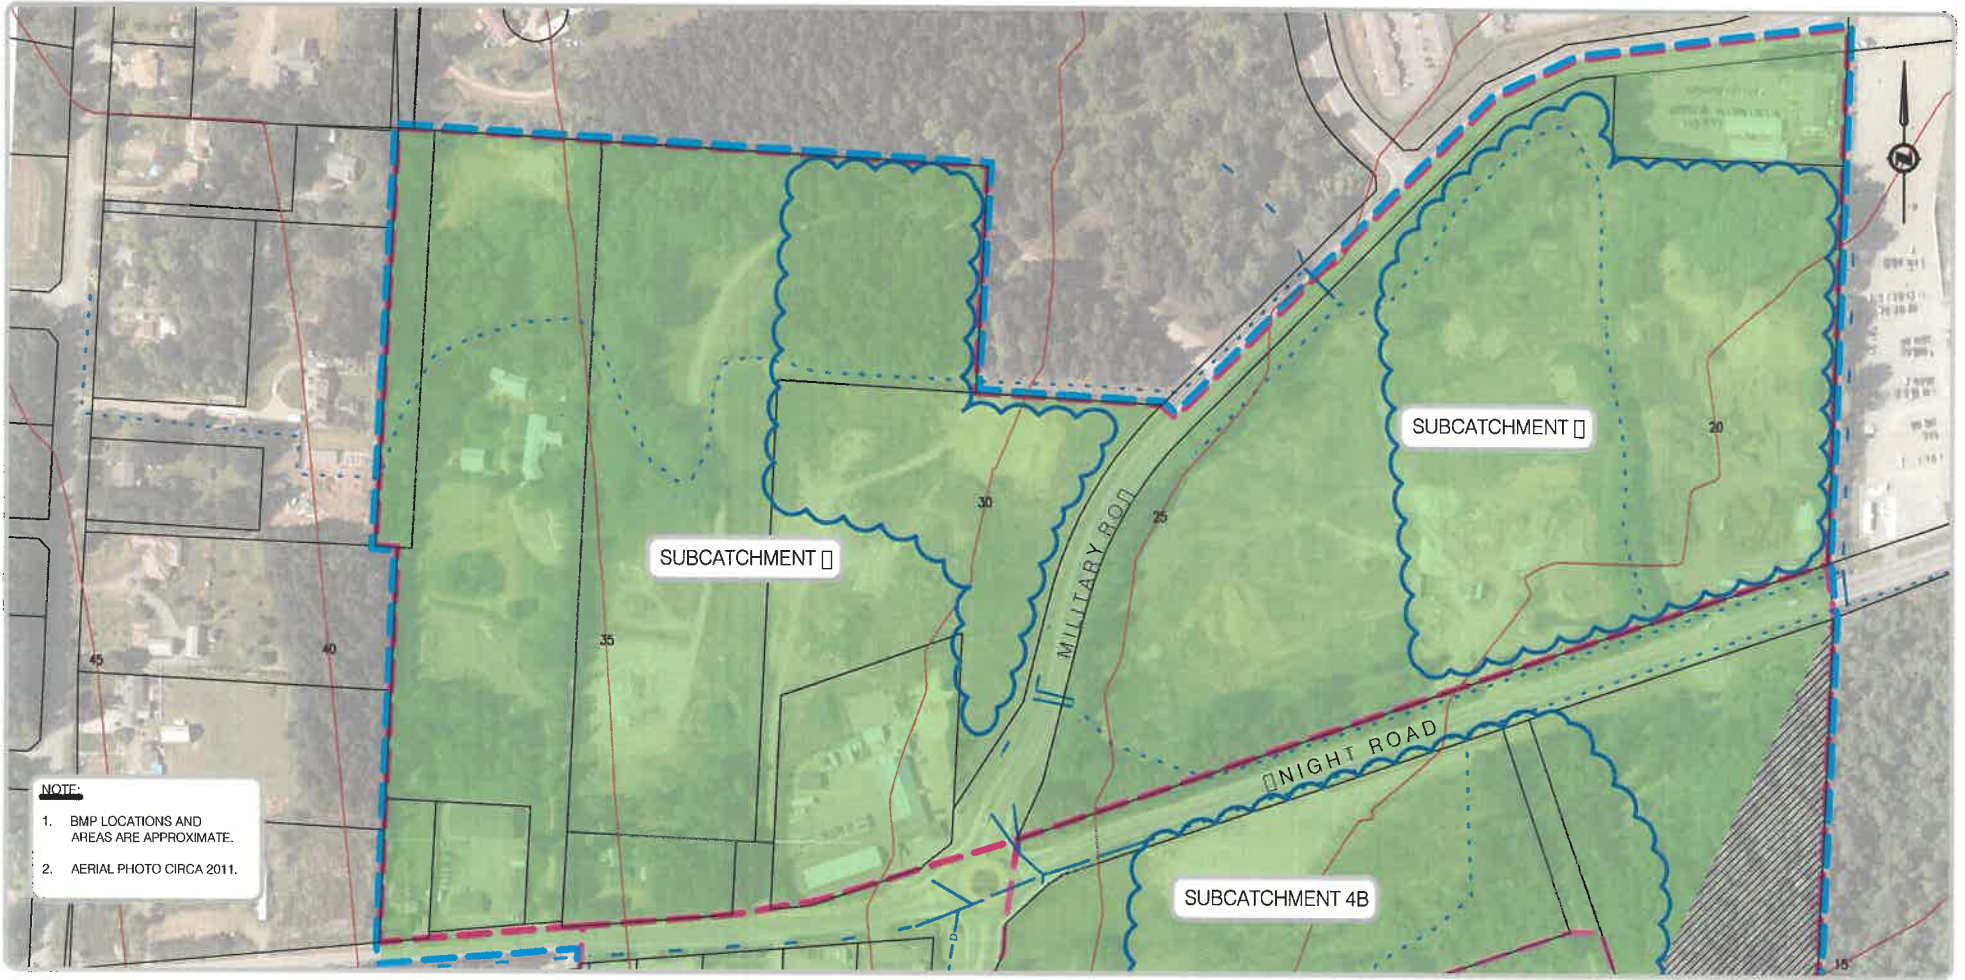 SUBCATCHMENT ▯
20
30
25
MILITARY RO▯
SUBCATCHMENT ▯
35
40
45
▯NIGHT ROAD
NOTE:
1. BMP LOCATIONS AND
AREAS ARE APPROXIMATE.
2. AERIAL PHOTO CIRCA 2011.
SUBCATCHMENT 4B
D
15